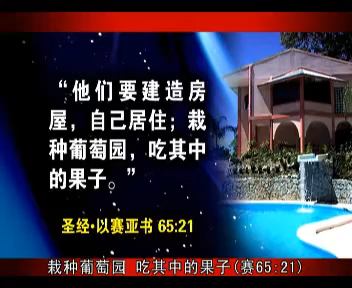 “他们要建造房
屋，自己居住；栽
种葡萄园，吃其中
的果子。”
圣经·以赛亚书 65:21
栽种葡萄园 吃其中的果子(赛65:21)